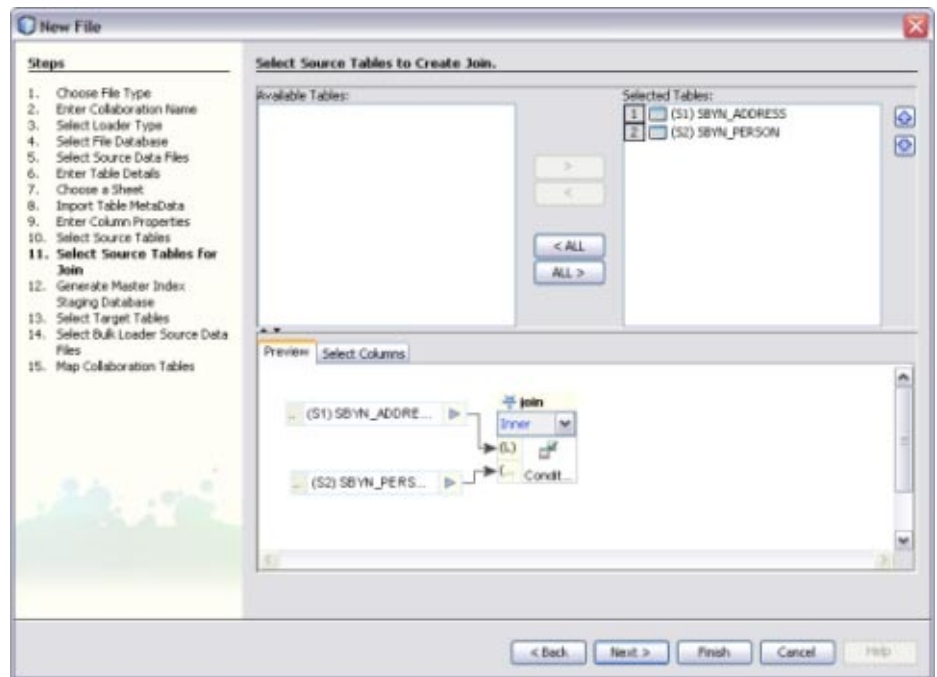 New File
Steps
1. Choose File Type
2. Enter Collaboration Name
3. Select Loader Type
4. Select File Database
5. Select Source Data Files
6. Enter Table Details
7. Choose a Sheet
8. Import Table MetaData
9. Enter Column Properties
10. Select Source Tables
11. Select Source Tables for
Join
12. Generate Master Index
Staging Database
13. Select Target Tables
14. Select Bulk Loader Source Data
Files
15. Map Collaboration Tables
Select Source Tables to Create Join.
Available Tables:
>
<
< ALL
ALL >
Selected Tables:
1 (S1) SBYN_ADDRESS
2 (S2) SBYN_PERSON
Preview Select Columns
.. (S1) SBYN_ADDRE...
.. (S2) SBYN_PERS...
join
Inner
(L)
(...
Condit...
< Back Next > Finish Cancel Help